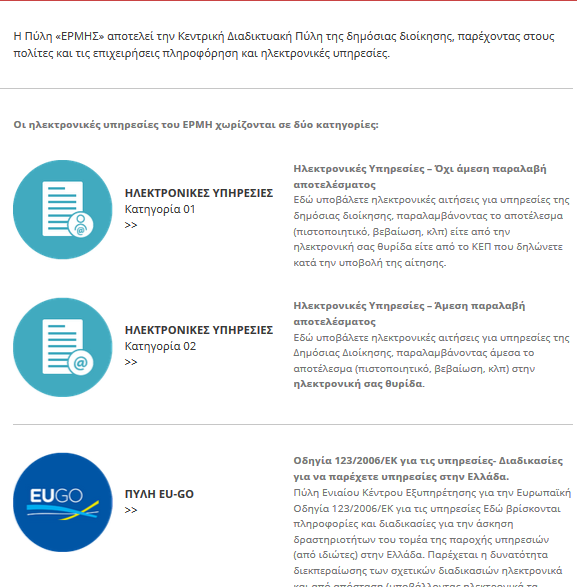 Η Πύλη «ΕΡΜΗΣ» αποτελεί την Κεντρική Διαδικτυακή Πύλη της δημόσιας διοίκησης, παρέχοντας στους
πολίτες και τις επιχειρήσεις πληροφόρηση και ηλεκτρονικές υπηρεσίες.
Οι ηλεκτρονικές υπηρεσίες του ΕΡΜΗ χωρίζονται σε δύο κατηγορίες:
ΗΛΕΚΤΡΟΝΙΚΕΣ ΥΠΗΡΕΣΙΕΣ
Κατηγορία 01
>>
Ηλεκτρονικές Υπηρεσίες – Όχι άμεση παραλαβή
αποτελέσματος
Εδώ υποβάλετε ηλεκτρονικές αιτήσεις για υπηρεσίες της
δημόσιας διοίκησης, παραλαμβάνοντας το αποτέλεσμα
(πιστοποιητικό, βεβαίωση, κλπ) είτε από την
ηλεκτρονική σας θυρίδα είτε από το ΚΕΠ που δηλώνετε
κατά την υποβολή της αίτησης.
ΗΛΕΚΤΡΟΝΙΚΕΣ ΥΠΗΡΕΣΙΕΣ
Κατηγορία 02
>>
Ηλεκτρονικές Υπηρεσίες – Άμεση παραλαβή
αποτελέσματος
Εδώ υποβάλετε ηλεκτρονικές αιτήσεις για υπηρεσίες της
Δημόσιας Διοίκησης, παραλαμβάνοντας άμεσα το
αποτέλεσμα (πιστοποιητικό, βεβαίωση, κλπ) στην
ηλεκτρονική σας θυρίδα.
EUGO
ΠΥΛΗ EU-GO
>>
Οδηγία 123/2006/ΕΚ για τις υπηρεσίες- Διαδικασίες
για να παρέχετε υπηρεσίες στην Ελλάδα.
Πύλη Ενιαίου Κέντρου Εξυπηρέτησης για την Ευρωπαϊκή
Οδηγία 123/2006/ΕΚ για τις υπηρεσίες Εδώ βρίσκονται
πληροφορίες και διαδικασίες για την άσκηση
δραστηριοτήτων του τομέα της παροχής υπηρεσιών
(από ιδιώτες) στην Ελλάδα. Παρέχεται η δυνατότητα
διεκπεραίωσης των σχετικών διαδικασιών ηλεκτρονικά
και από απόσταση (υποβάλλοντας ηλεκτρονικά τα